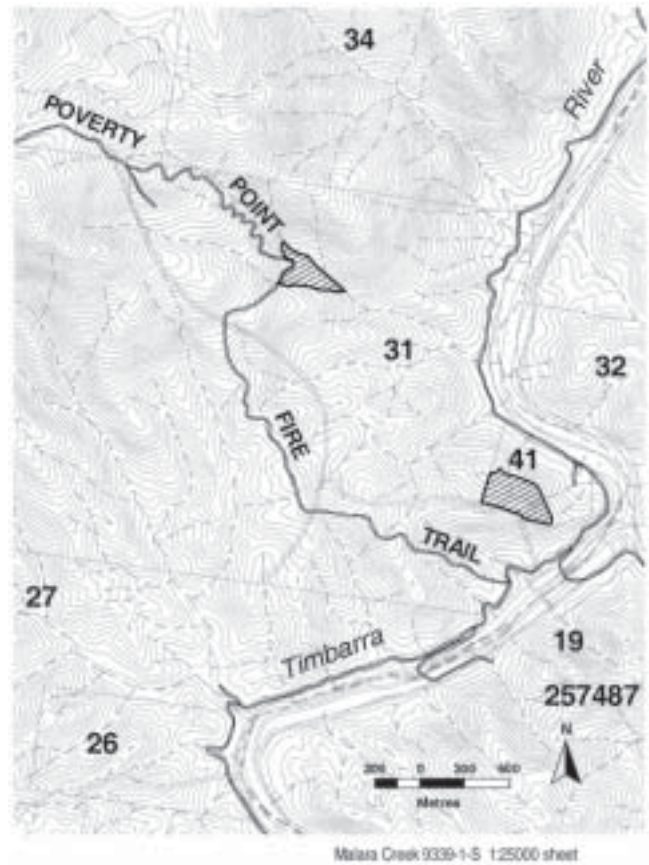 34
River
POVERTY
POINT
31
32
FIRE
41
TRAIL
27
Timbarra
19
257487
26
N
0
Metres
Malara Creek 9339-1-S 1:25000 sheet